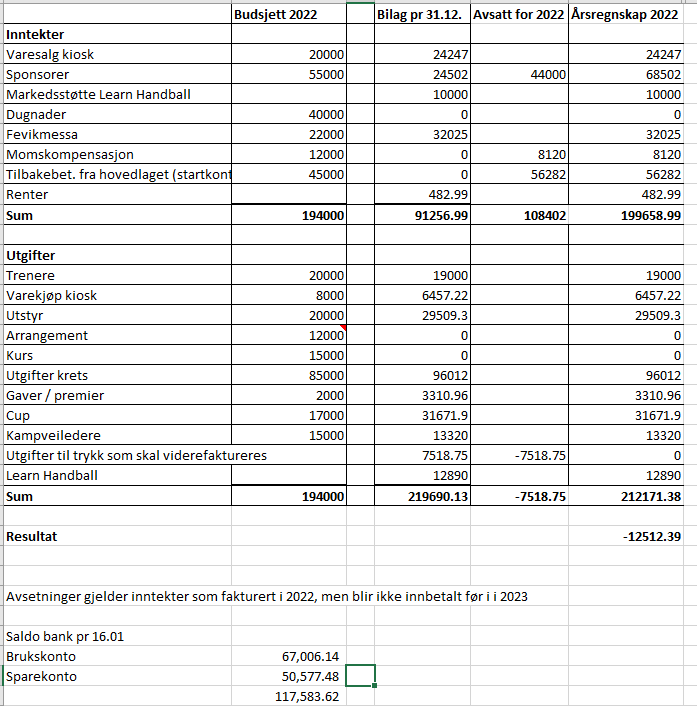 Budsjett 2022 Bilag pr 31.12. Avsatt for 2022 Årsregnskap 2022
Inntekter
Varesalg kiosk 20000 24247 24247
Sponsorer 55000 24502 44000 68502
Markedsstøtte Learn Handball 10000 10000
Dugnader 40000 0 0
Fevikmessa 22000 32025 32025
Momskompensasjon 12000 0 8120 8120
Tilbakebet. fra hovedlaget (startkont 45000 0 56282 56282
Renter 482.99 482.99
Sum 194000 91256.99 108402 199658.99
Utgifter
Trenere 20000 19000 19000
Varekjøp kiosk 8000 6457.22 6457.22
Utstyr 20000 29509.3 29509.3
Arrangement 12000 0 0
Kurs 15000 0 0
Utgifter krets 85000 96012 96012
Gaver / premier 2000 3310.96 3310.96
Cup 17000 31671.9 31671.9
Kampveiledere 15000 13320 13320
Utgifter til trykk som skal viderefaktureres 7518.75 -7518.75 0
Learn Handball 12890 12890
Sum 194000 219690.13 -7518.75 212171.38
Resultat -12512.39
Avsetninger gjelder inntekter som fakturert i 2022, men blir ikke innbetalt før i i 2023
Saldo bank pr 16.01
Brukskonto 67,006.14
Sparekonto 50,577.48
117,583.62